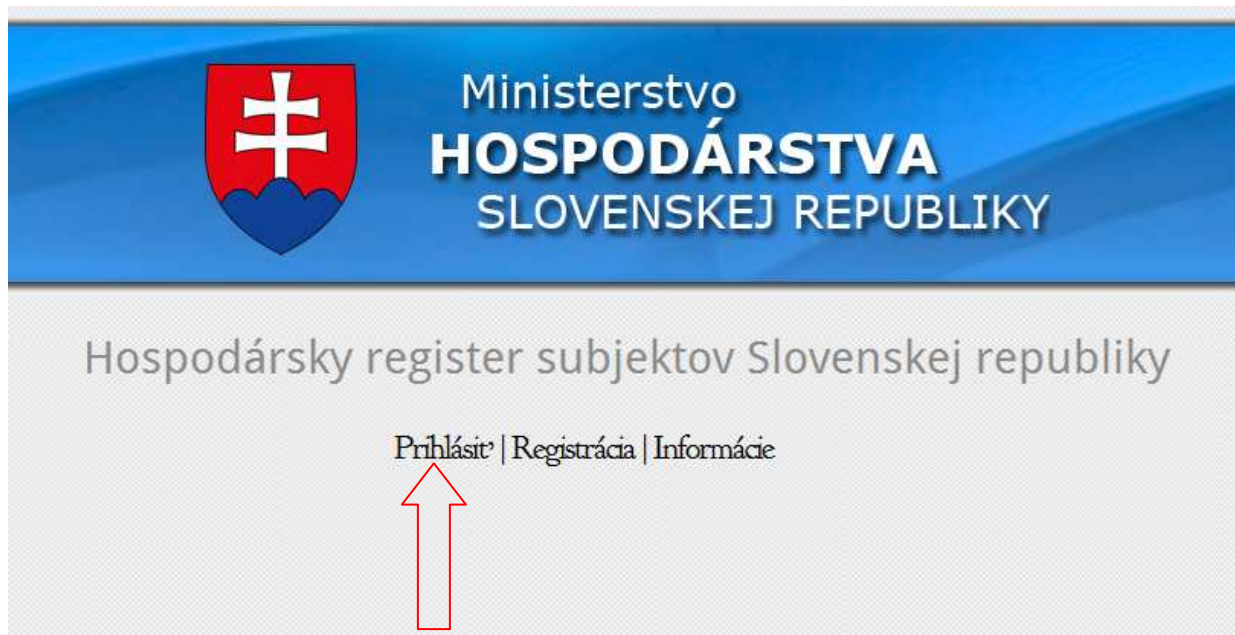 Ministerstvo
HOSPODÁRSTVA
SLOVENSKEJ REPUBLIKY
Hospodársky register subjektov Slovenskej republiky
Prihlásiť | Registrácia | Informácie